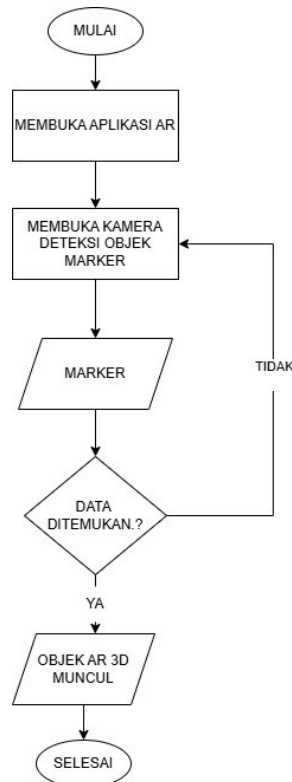 MULAI
MEMBUKA APLIKASI AR
MEMBUKA KAMERA
DETEKSI OBJEK
MARKER
MARKER
TIDAK
DATA
DITEMUKAN.?
YA
OBJEK AR 3D
MUNCUL
SELESAI